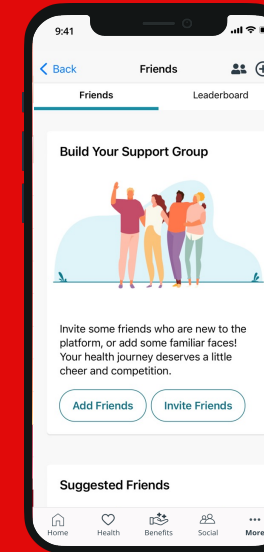 9:41
Back Friends
Friends Leaderboard
Build Your Support Group
Invite some friends who are new to the
platform, or add some familiar faces!
Your health journey deserves a little
cheer and competition.
Add Friends Invite Friends
Suggested Friends
Home Health Benefits Social More